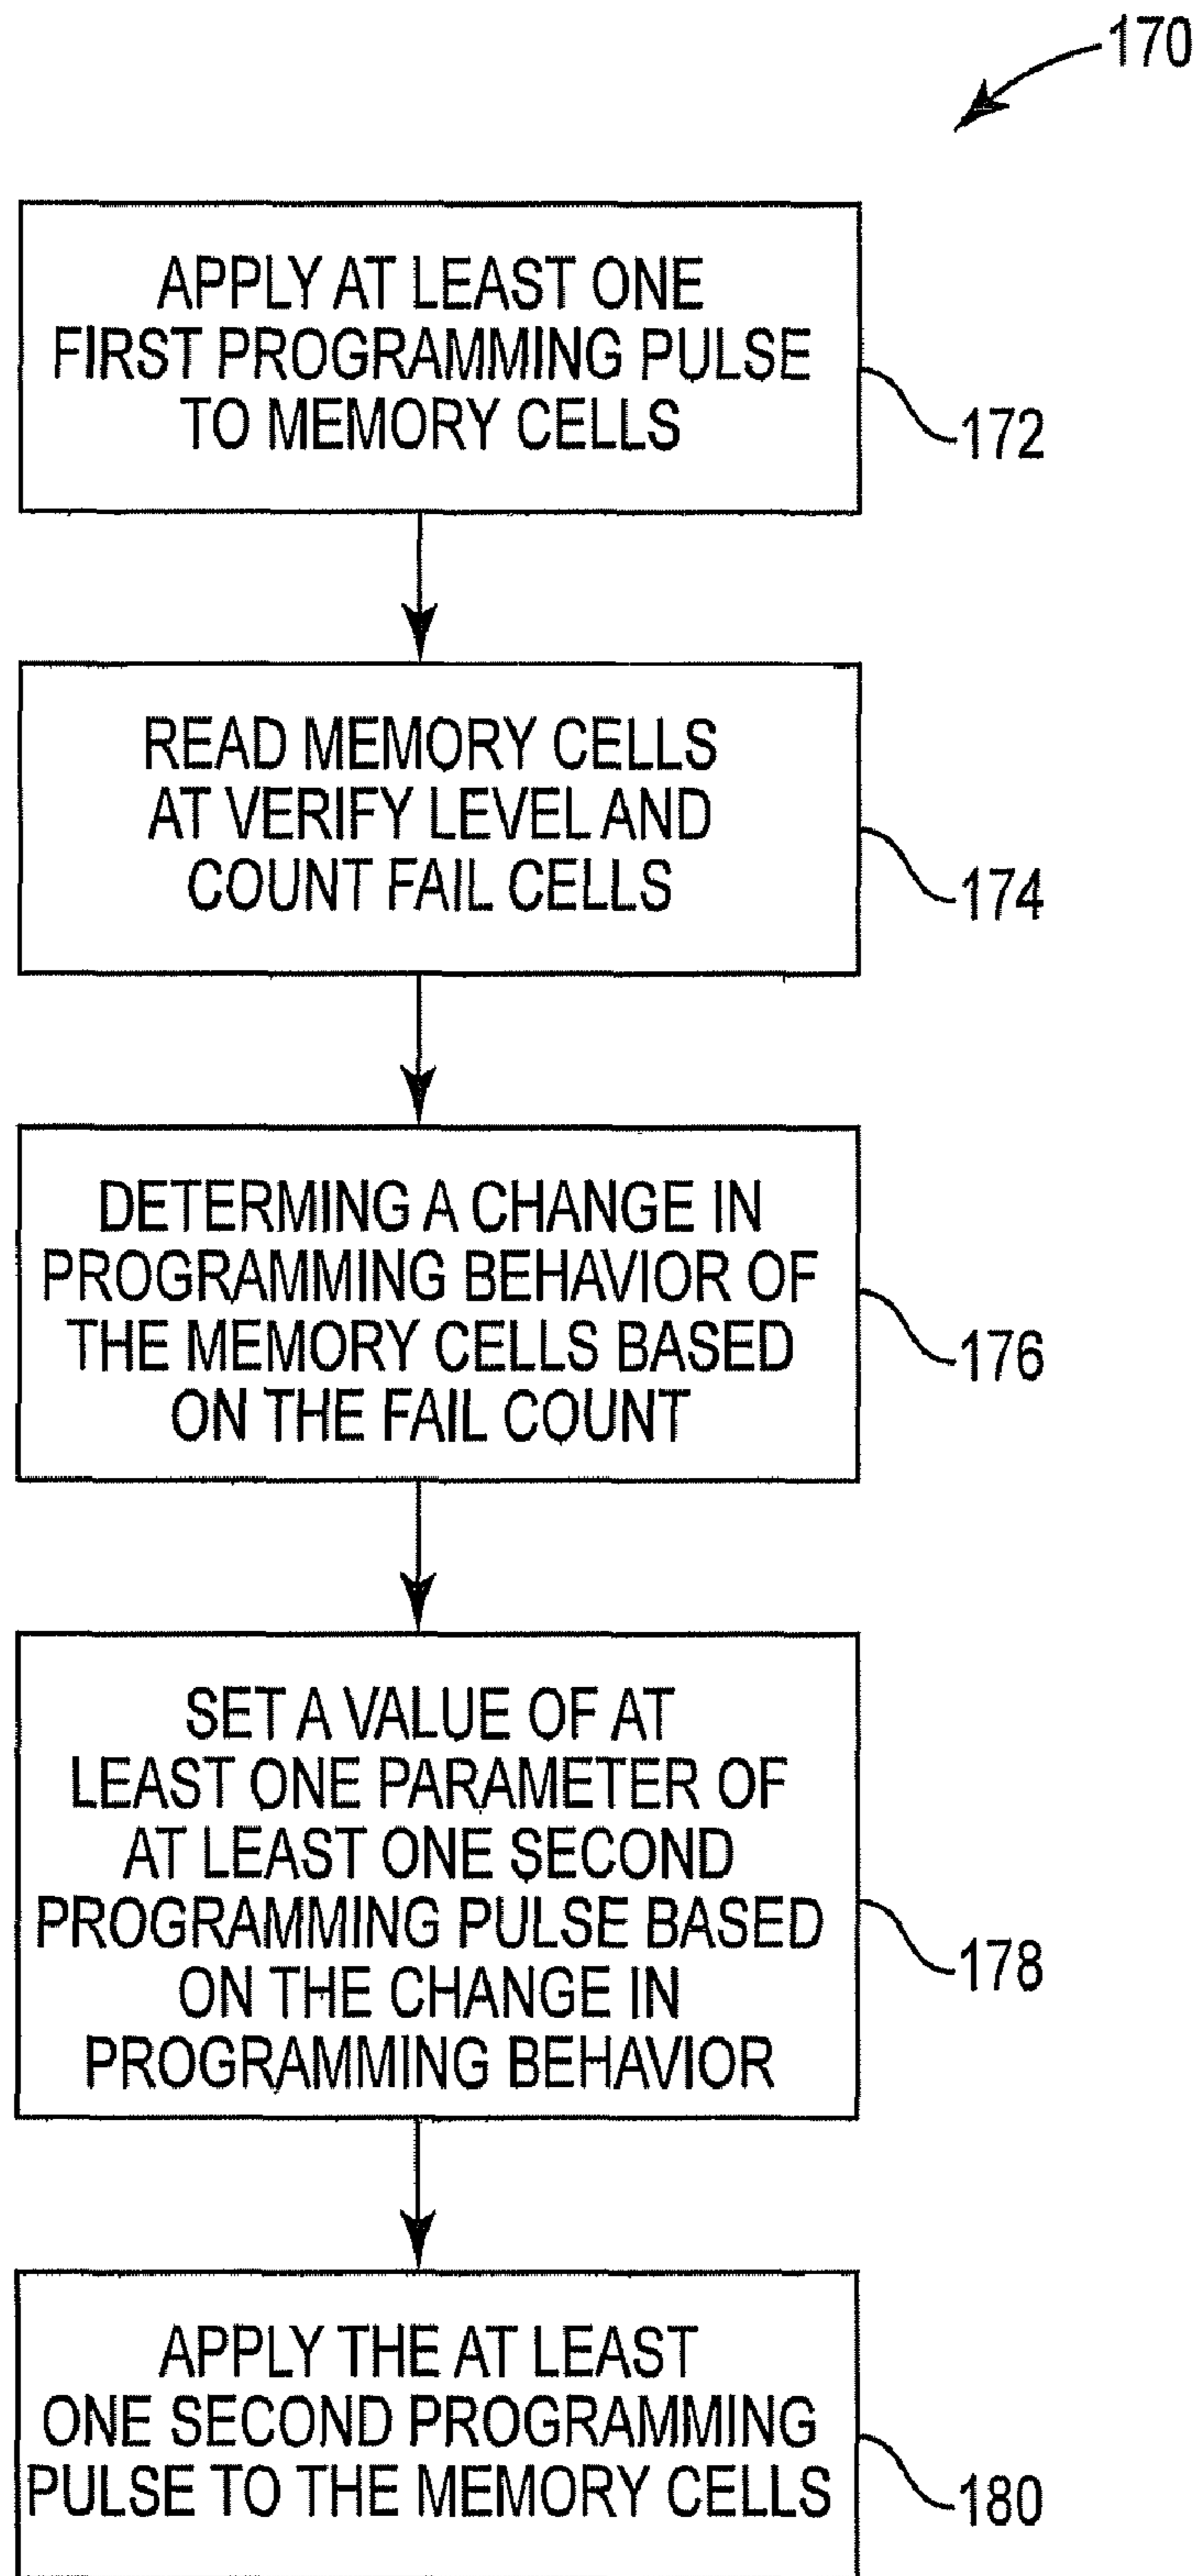 170
APPLY AT LEAST ONE
FIRST PROGRAMMING PULSE
TO MEMORY CELLS
172
READ MEMORY CELLS
AT VERIFY LEVEL AND
COUNT FAIL CELLS
174
DETERMING A CHANGE IN
PROGRAMMING BEHAVIOR OF
THE MEMORY CELLS BASED
ON THE FAIL COUNT
176
SET A VALUE OF AT
LEAST ONE PARAMETER OF
AT LEAST ONE SECOND
PROGRAMMING PULSE BASED
ON THE CHANGE IN
PROGRAMMING BEHAVIOR
178
APPLY THE AT LEAST
ONE SECOND PROGRAMMING
PULSE TO THE MEMORY CELLS
180